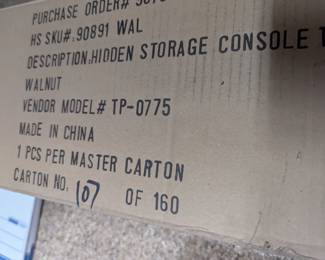 PURCHASE ORDER#
HS SKU#.90891 WAL
DESCRIPTION.HIDDEN STORAGE CONSOLE
WALNUT
VENDOR MODEL# TP-0775
MADE IN CHINA
1 PCS PER MASTER CARTON
CARTON NO. 107 OF 160